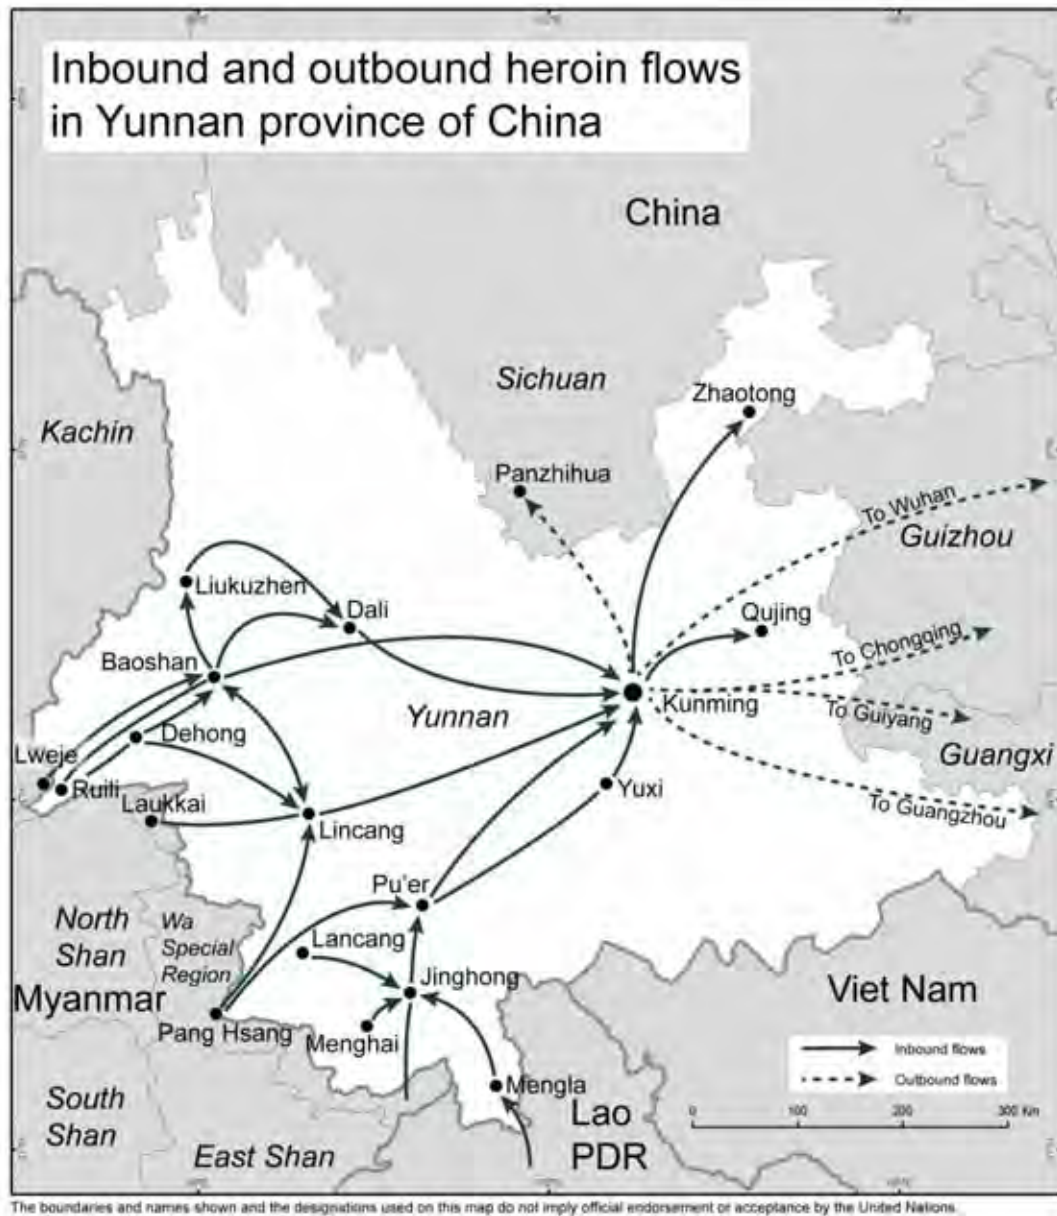 Inbound and outbound heroin flows
in Yunnan province of China
China
Sichuan
Zhaotong
Kachin
Panzhihua
To Wuhan
Guizhou
Liukuzhen
Dali
Qujing
Baoshan
To Chongqing
Yunnan
Kunming
To Guiyang
Dehong
Guangxi
Lweje
Ruili
Yuxi
Laukkai
Lincang
To Guangzhou
Pu'er
North
Shan
Wa
Special
Region
Lancang
Jinghong
Myanmar
Viet Nam
Pang Hsang
Menghai
Inbound flows
Mengla
Outbound flows
South
Shan
Lao
PDR
0 100 200 300 Km
East Shan
The boundaries and names shown and the designations used on this map do not imply official endorsement or acceptance by the United Nations.